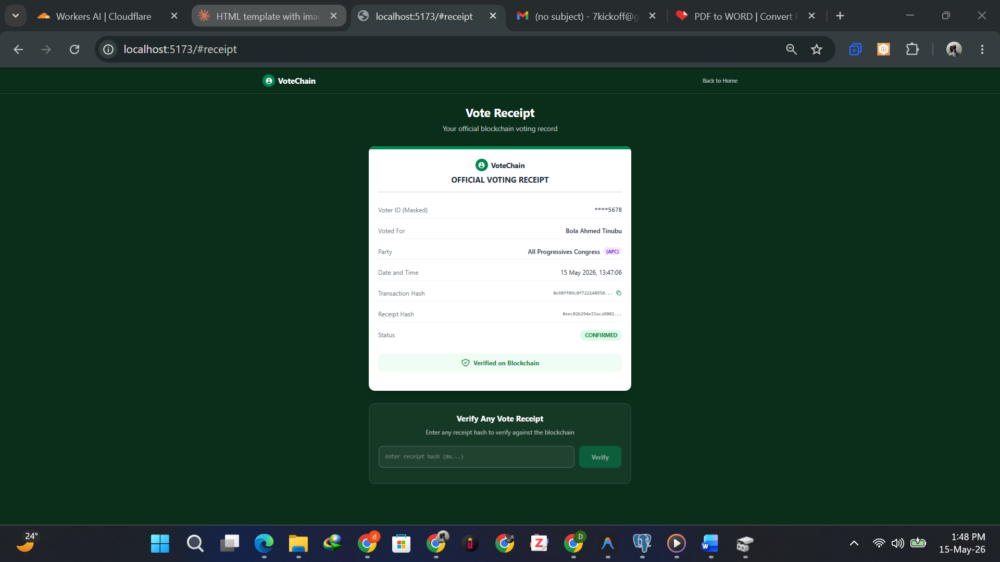 Workers AI | Cloudflare
HTML template with ima
localhost:5173/#receipt
(no subject) - 7kickoff@g
PDF to WORD | Convert P
localhost:5173/#receipt
VoteChain
Back to Home
Vote Receipt
Your official blockchain voting record
VoteChain
OFFICIAL VOTING RECEIPT
Voter ID (Masked) ****5678
Voted For Bola Ahmed Tinubu
Party All Progressives Congress (APC)
Date and Time 15 May 2026, 13:47:06
Transaction Hash 0x98ff09c0f722148950...
Receipt Hash 0xec02b294e33aca9002...
Status CONFIRMED
Verified on Blockchain
Verify Any Vote Receipt
Enter any receipt hash to verify against the blockchain
Enter receipt hash (0x...) Verify
24°
1:48 PM
15-May-26